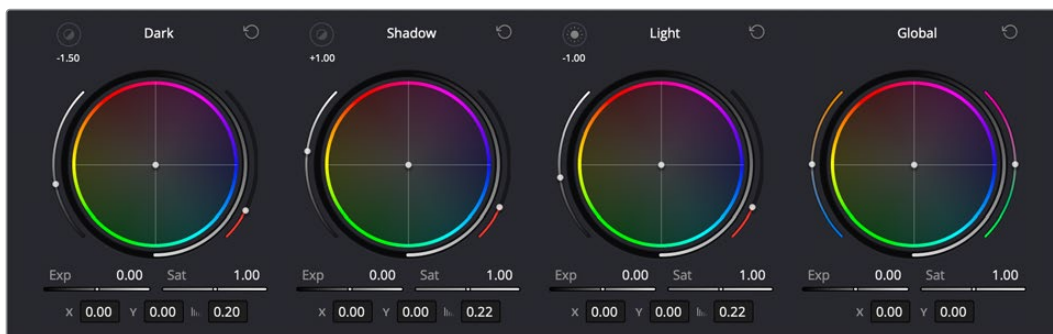 Dark Shadow Light Global
-1.50 +1.00 -1.00
Exp 0.00 Sat 1.00 Exp 0.00 Sat 1.00 Exp 0.00 Sat 1.00 Exp 0.00 Sat 1.00
X 0.00 Y 0.00 0.20 X 0.00 Y 0.00 0.22 X 0.00 Y 0.00 0.22 X 0.00 Y 0.00